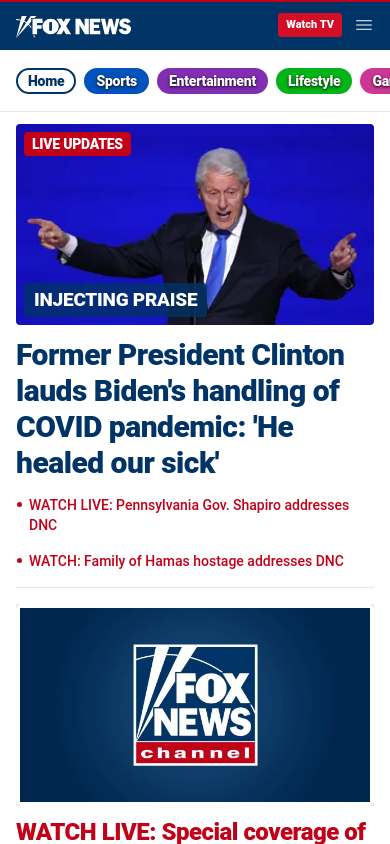 FOX NEWS
Watch TV
Home
Sports
Entertainment
Lifestyle
LIVE UPDATES
INJECTING PRAISE
Former President Clinton
lauds Biden's handling of
COVID pandemic: 'He
healed our sick'
• WATCH LIVE: Pennsylvania Gov. Shapiro addresses
DNC
• WATCH: Family of Hamas hostage addresses DNC
FOX
NEWS
channel
WATCH LIVE: Special coverage of